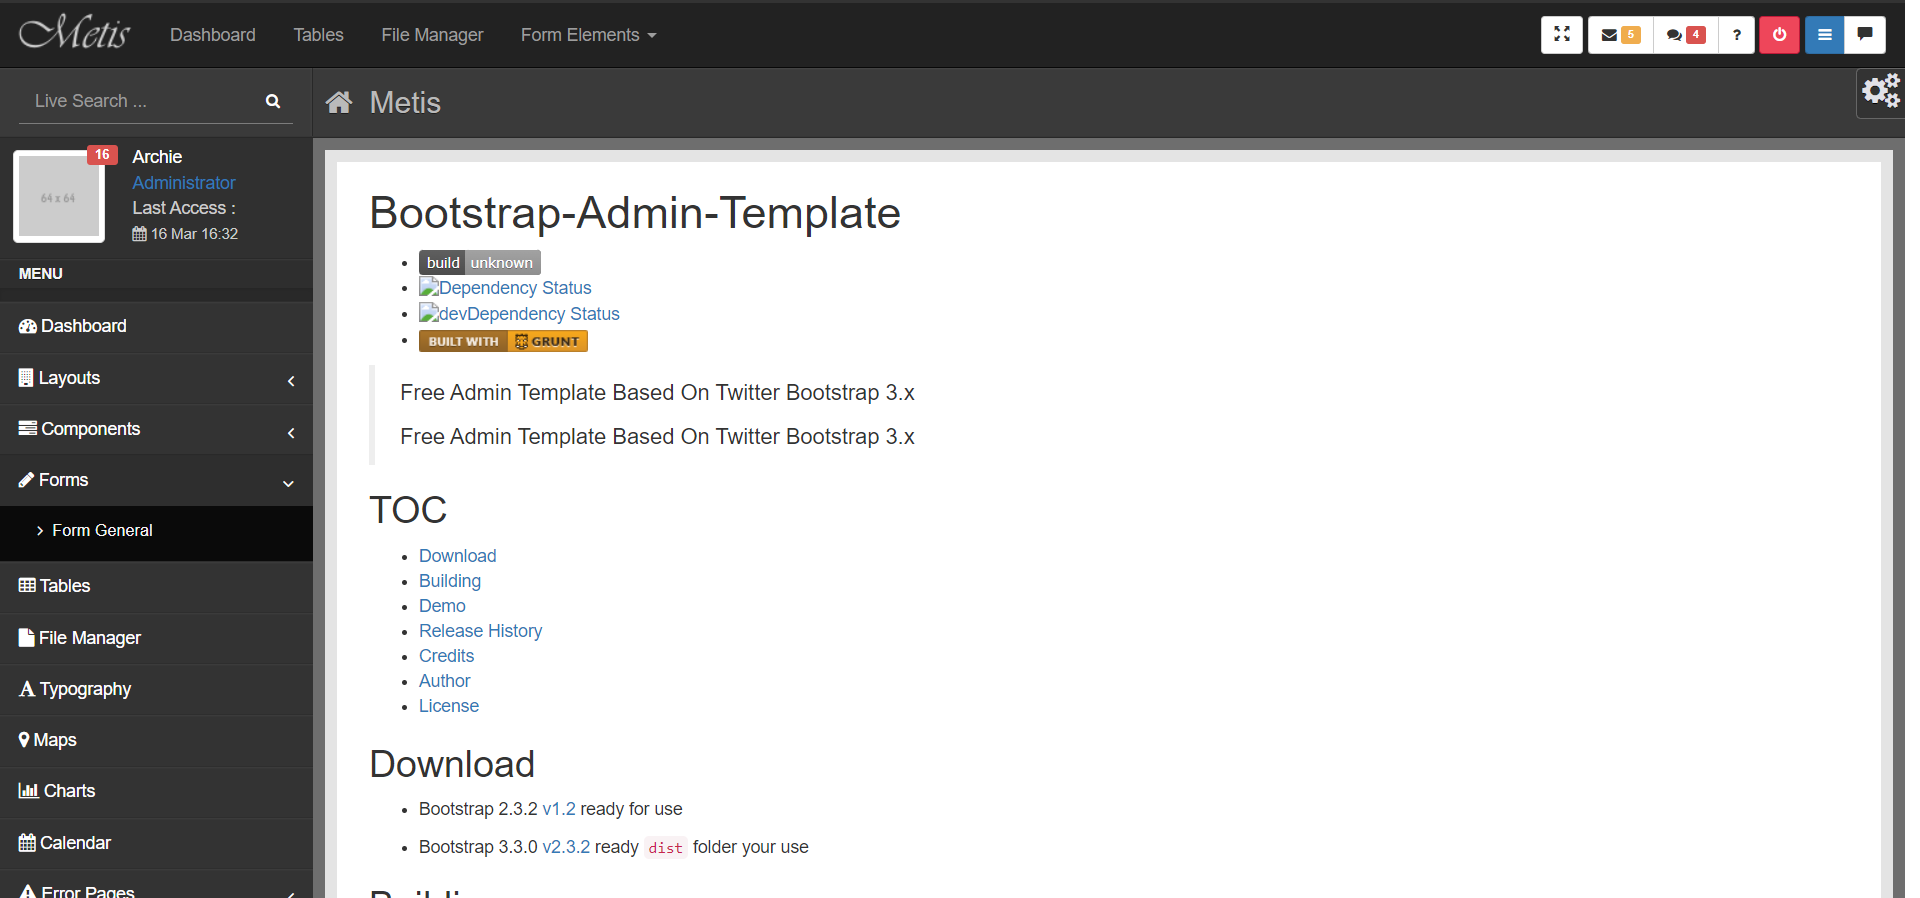 Metis
Dashboard
Tables
File Manager
Form Elements
5
4
?
Live Search ...
Metis
16
64 x 64
Archie
Administrator
Last Access :
16 Mar 16:32
MENU
Dashboard
Layouts
Components
Forms
Form General
Tables
File Manager
Typography
Maps
Charts
Calendar
Error Pages
Bootstrap-Admin-Template
build unknown
Dependency Status
devDependency Status
BUILT WITH GRUNT
Free Admin Template Based On Twitter Bootstrap 3.x
Free Admin Template Based On Twitter Bootstrap 3.x
TOC
Download
Building
Demo
Release History
Credits
Author
License
Download
Bootstrap 2.3.2 v1.2 ready for use
Bootstrap 3.3.0 v2.3.2 ready dist folder your use